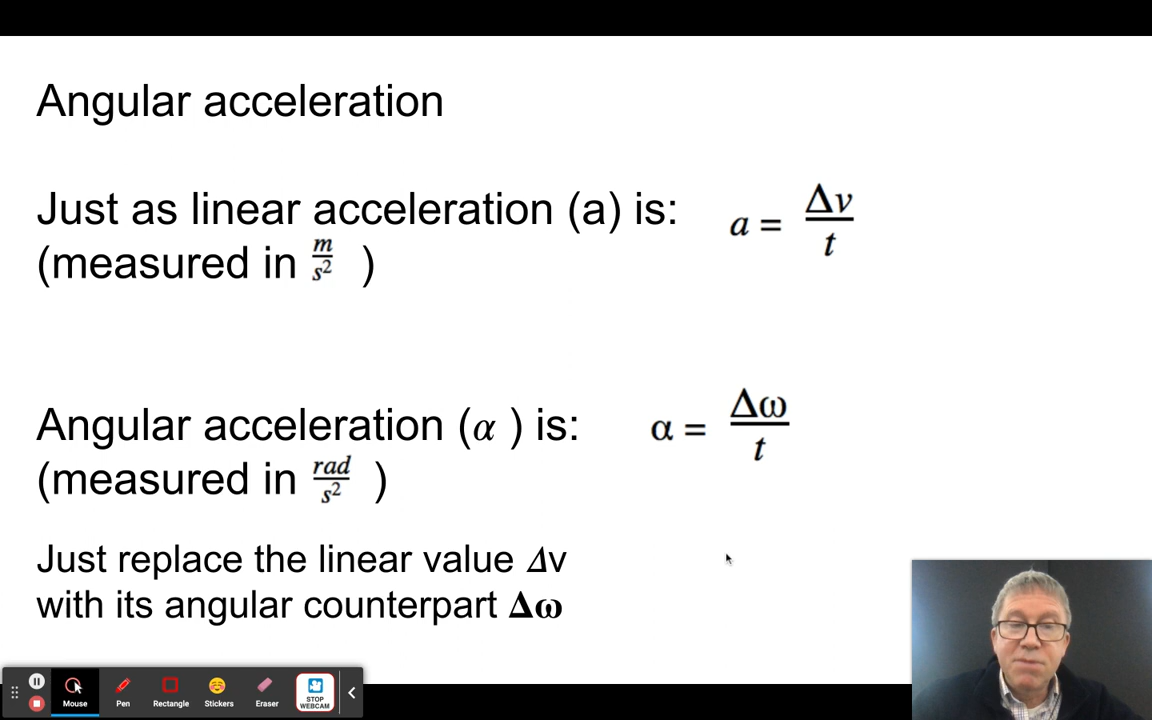 Angular acceleration
Just as linear acceleration (a) is: a = Δv/t
(measured in m/s² )
Angular acceleration (α ) is: α = Δω/t
(measured in rad/s² )
Just replace the linear value Δv
with its angular counterpart Δω
Mouse Pen Rectangle Stickers Eraser STOP WEBCAM